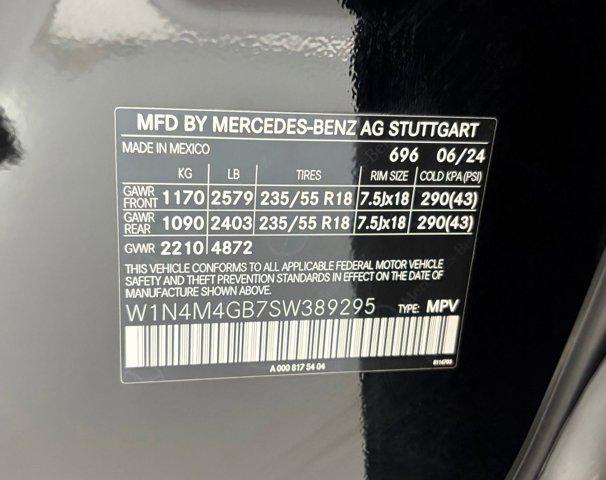 MFD BY MERCEDES-BENZ AG STUTTGART
MADE IN MEXICO 696 06/24
KG LB TIRES RIM SIZE COLD KPA (PSI)
GAWR FRONT 1170 2579 235/55 R18 7.5Jx18 290(43)
GAWR REAR 1090 2403 235/55 R18 7.5Jx18 290(43)
GVWR 2210 4872
THIS VEHICLE CONFORMS TO ALL APPLICABLE FEDERAL MOTOR VEHICLE
SAFETY AND THEFT PREVENTION STANDARDS IN EFFECT ON THE DATE OF
MANUFACTURE SHOWN ABOVE.
W1N4M4GB7SW389295 TYPE: MPV
A 000 817 54 04